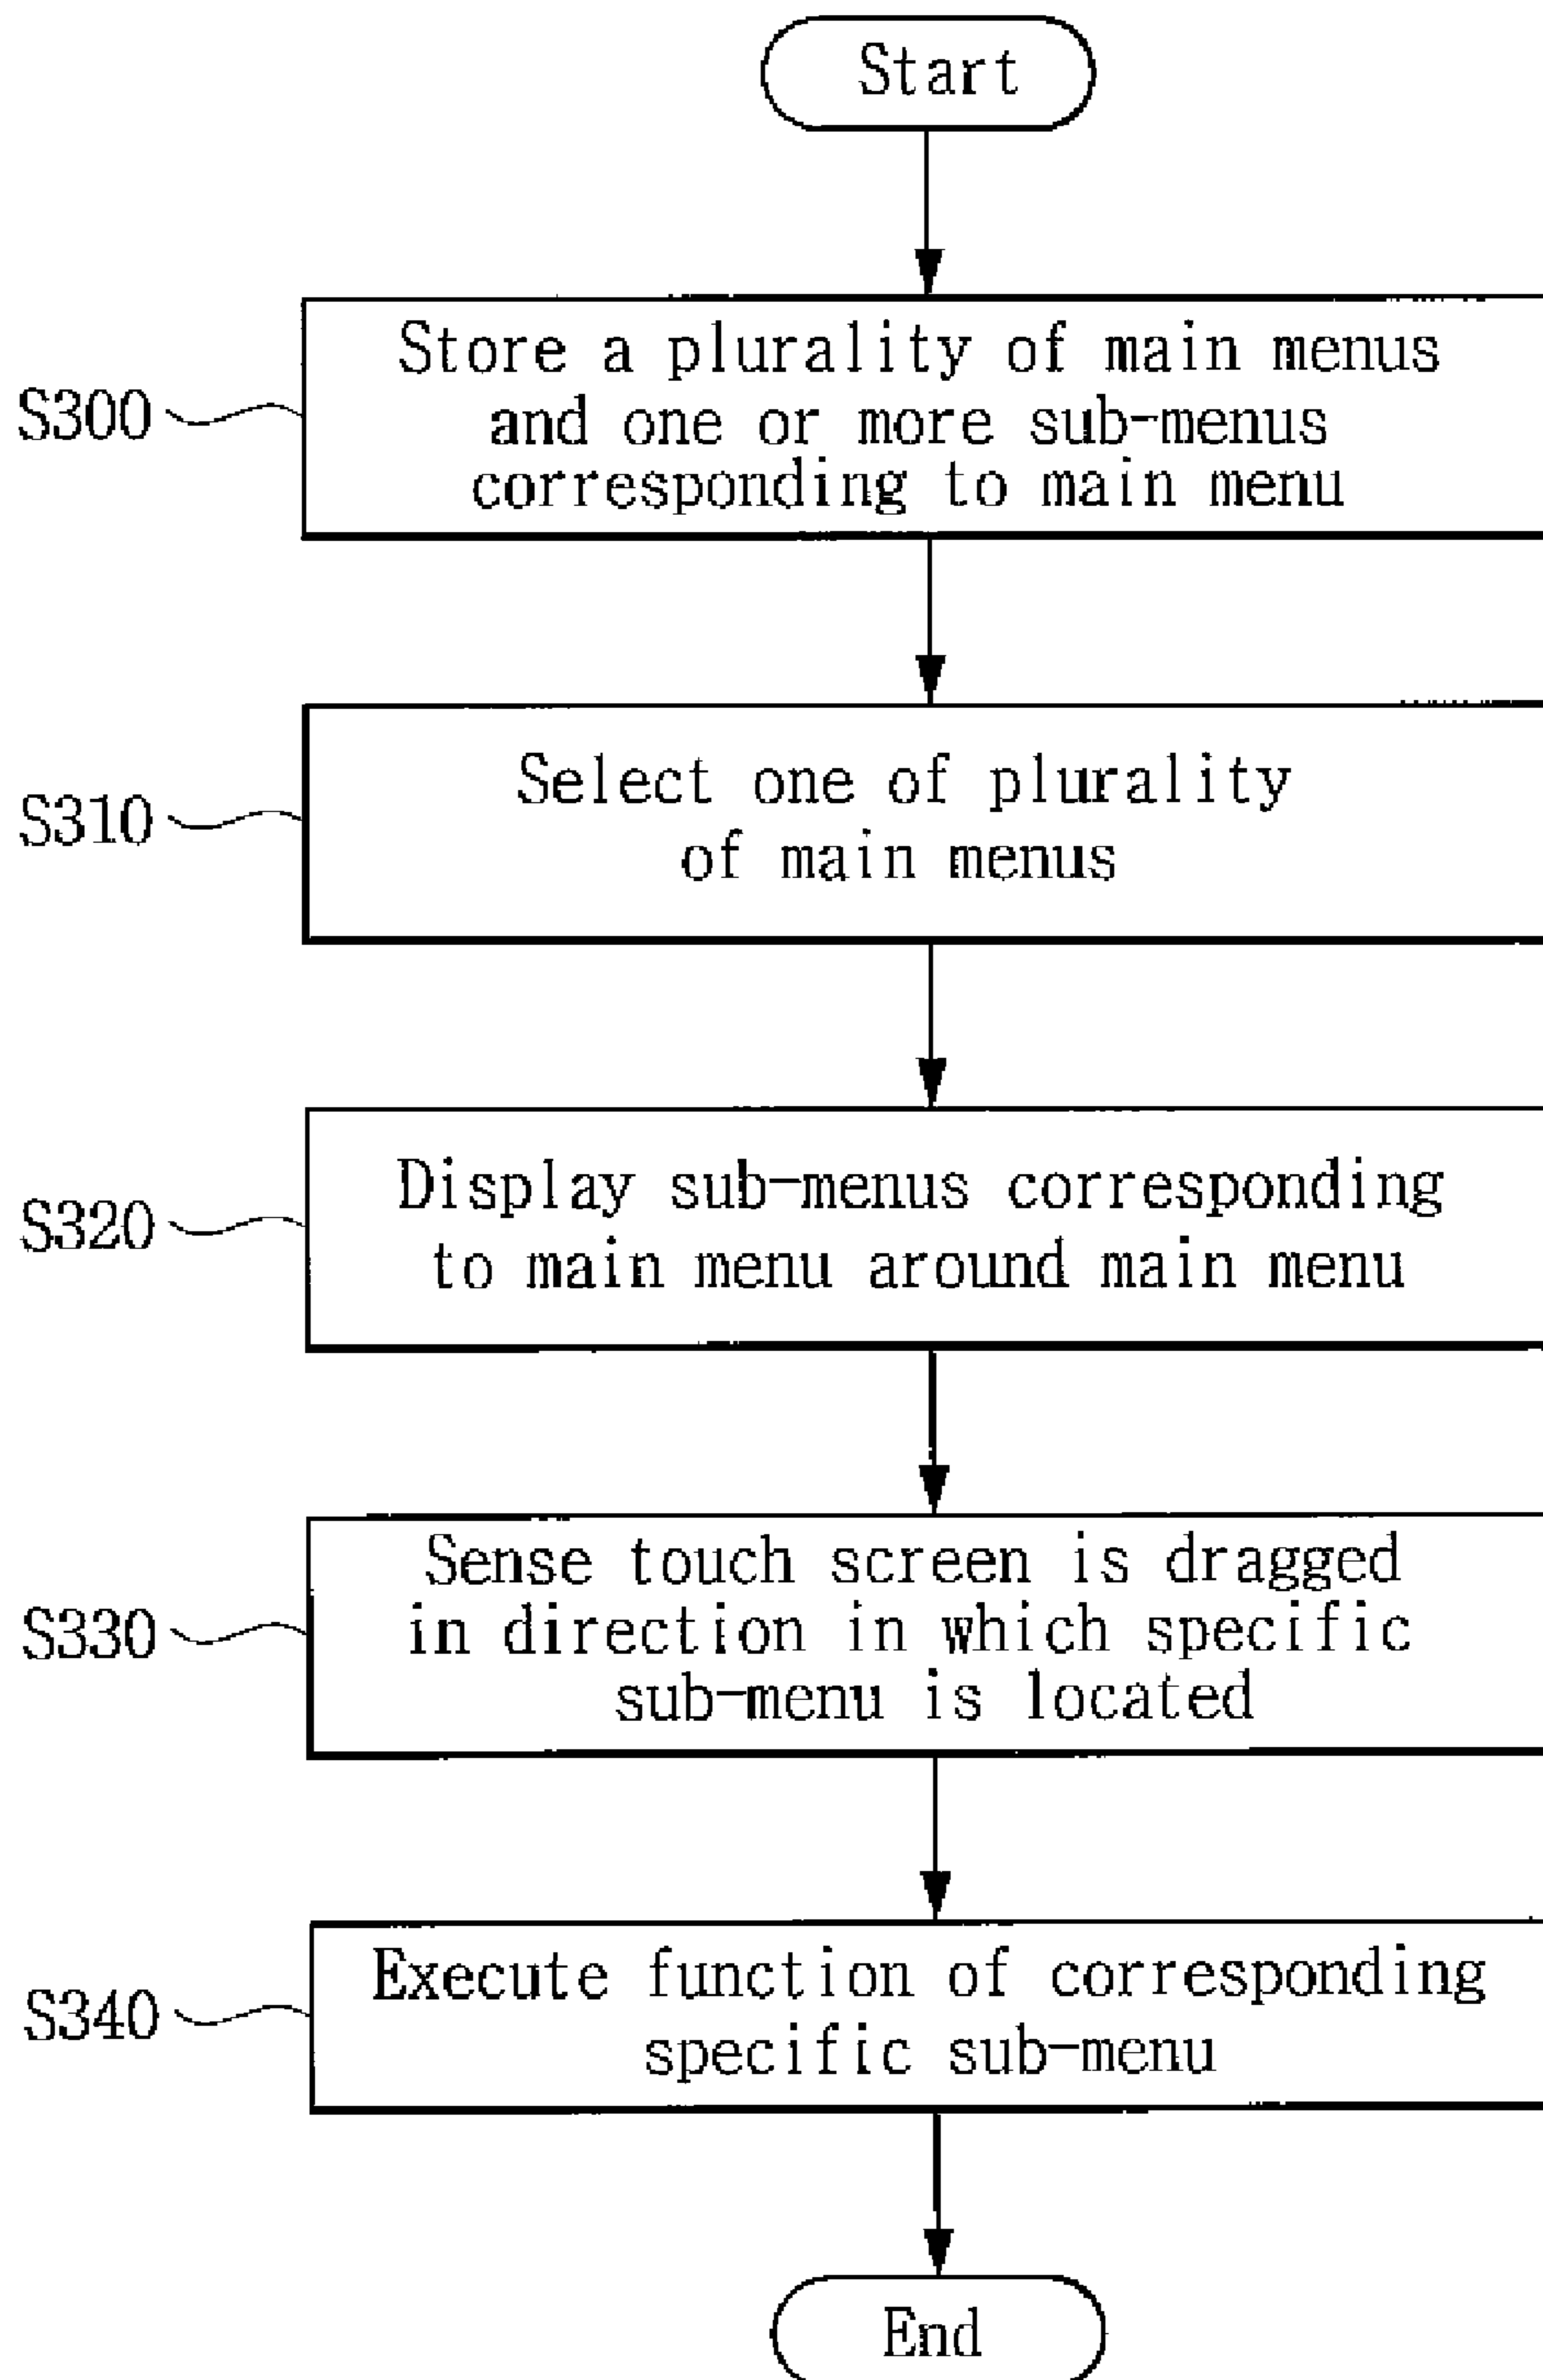 Start
S300
Store a plurality of main menus
and one or more sub-menus
corresponding to main menu
S310
Select one of plurality
of main menus
S320
Display sub-menus corresponding
to main menu around main menu
S330
Sense touch screen is dragged
in direction in which specific
sub-menu is located
S340
Execute function of corresponding
specific sub-menu
End